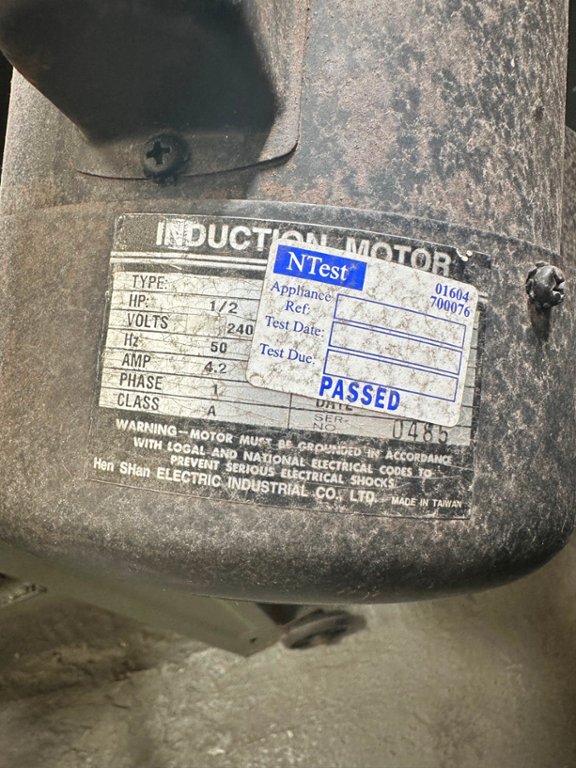 INDUCTION MOTOR
TYPE:
HP: 1/2
VOLTS 240
Hz 50
AMP 4.2
PHASE 1
CLASS A
NTest
01604
700076
Appliance
Ref:
Test Date:
Test Due:
PASSED
DATE
SER-
NO 0485
WARNING–MOTOR MUST BE GROUNDED IN ACCORDANCE
WITH LOCAL AND NATIONAL ELECTRICAL CODES TO
PREVENT SERIOUS ELECTRICAL SHOCKS
Hen SHan ELECTRIC INDUSTRIAL CO., LTD. MADE IN TAIWAN